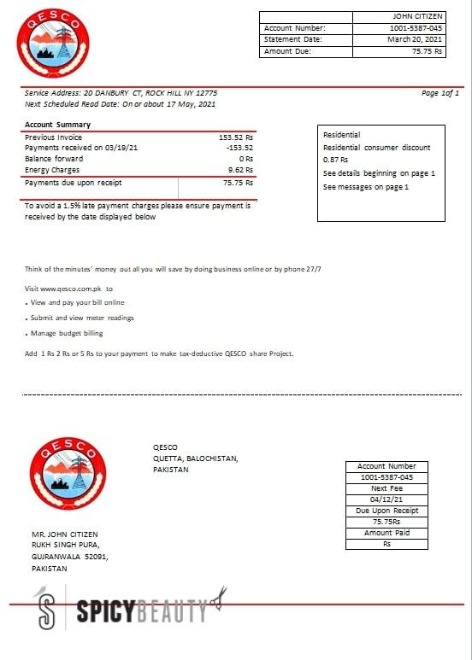 QESCO
JOHN CITIZEN
Account Number: 1001-5387-045
Statement Date: March 20, 2021
Amount Due: 75.75 Rs
Service Address: 20 DANBURY CT, ROCK HILL NY 12775 Page 1of 1
Next Scheduled Read Date: On or about 17 May, 2021
Account Summary
Previous Invoice 153.52 Rs
Payments received on 03/19/21 -153.52
Balance forward 0 Rs
Energy Charges 9.62 Rs
Payments due upon receipt 75.75 Rs
To avoid a 1.5% late payment charges please ensure payment is
received by the date displayed below
Residential
Residential consumer discount
0.87 Rs
See details beginning on page 1
See messages on page 1
Think of the minutes' money out all you will save by doing business online or by phone 27/7
Visit www.qesco.com.pk to
• View and pay your bill online
• Submit and view meter readings
• Manage budget billing
Add 1 Rs 2 Rs or 5 Rs to your payment to make tax-deductive QESCO share Project.
QESCO
QESCO
QUETTA, BALOCHISTAN,
PAKISTAN
Account Number
1001-5387-045
Next Fee
04/12/21
Due Upon Receipt
75.75Rs
Amount Paid
Rs
MR. JOHN CITIZEN
RUKH SINGH PURA,
GUJRANWALA 52091,
PAKISTAN
S SPICYBEAUTY